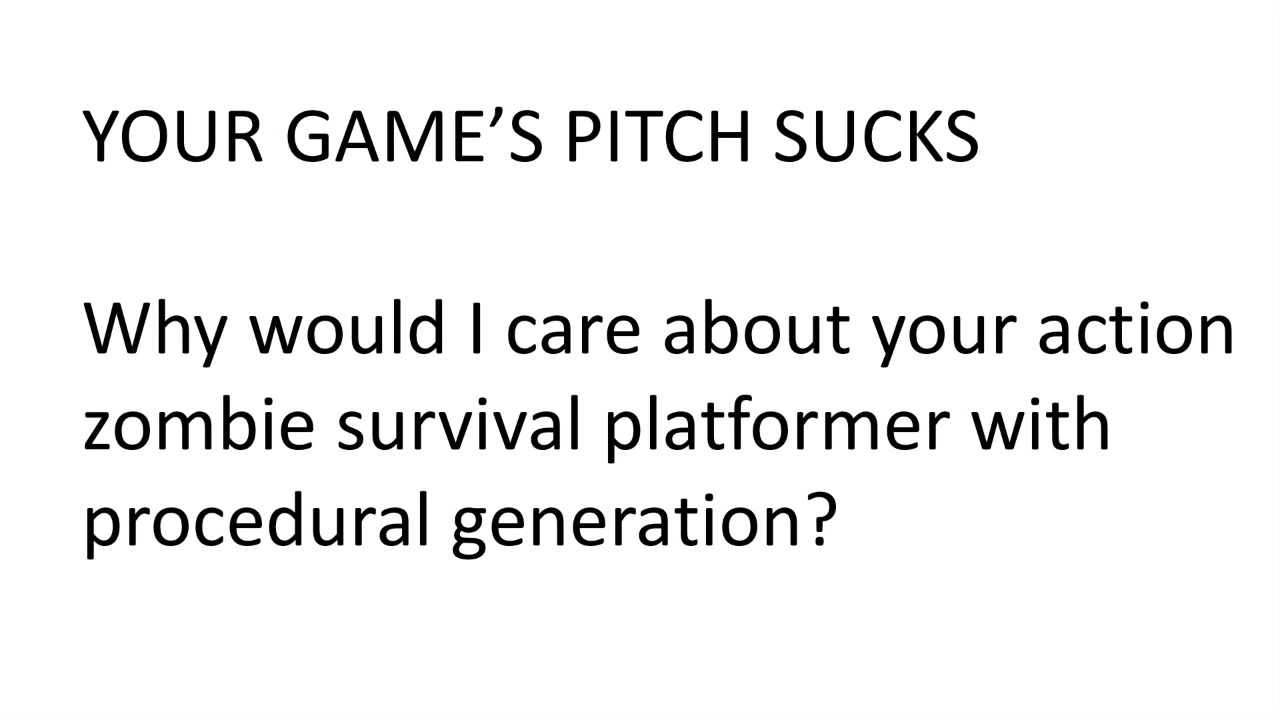 YOUR GAME’S PITCH SUCKS
Why would I care about your action
zombie survival platformer with
procedural generation?